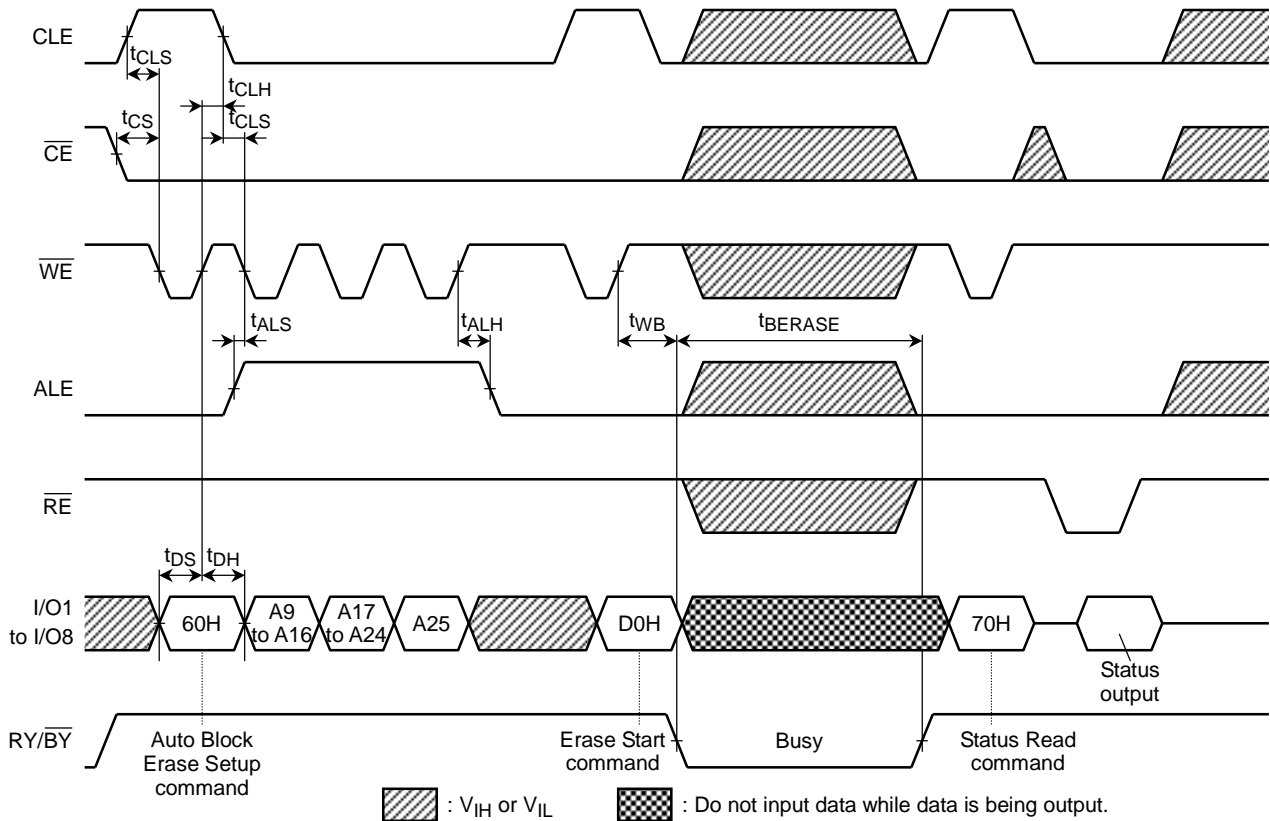 CLE
tCLS
tCLH
tCS
tCLS
CE
WE
tALS
tALH
tWB
tBERASE
ALE
RE
tDS
tDH
I/O1
to I/O8
60H
A9
to A16
A17
to A24
A25
D0H
70H
Status
output
RY/BY
Auto Block
Erase Setup
command
Erase Start
command
Busy
Status Read
command
: VIH or VIL
: Do not input data while data is being output.